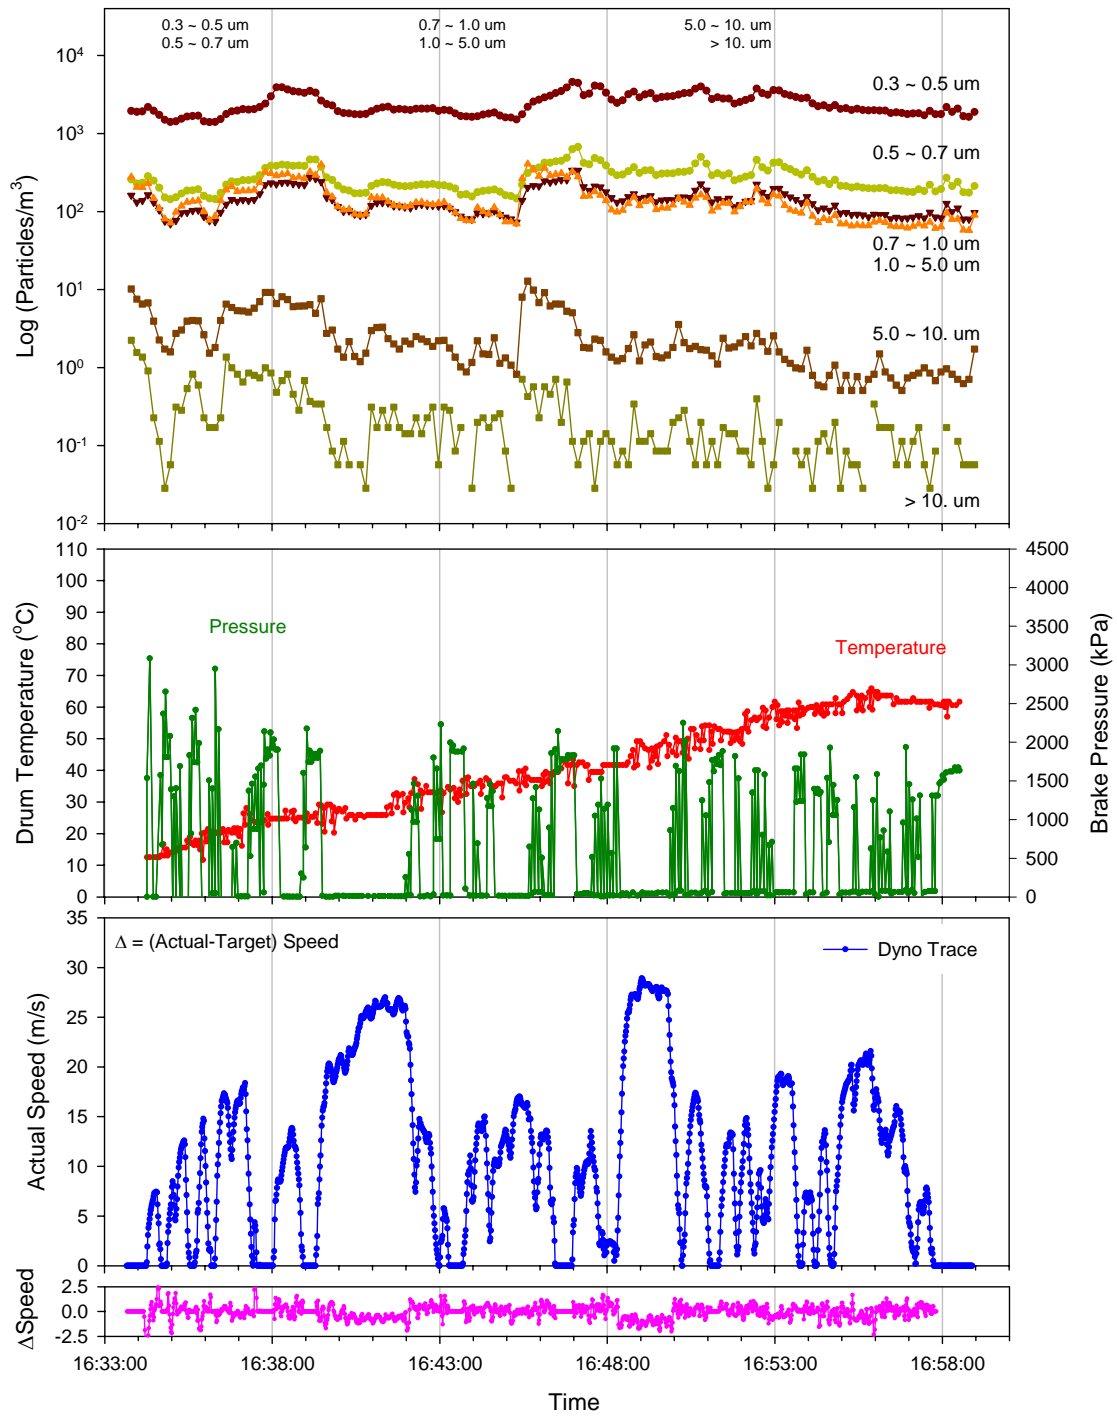 0.3 ~ 0.5 um 0.7 ~ 1.0 um 5.0 ~ 10. um
0.5 ~ 0.7 um 1.0 ~ 5.0 um > 10. um
10⁴
10³
10²
10¹
10⁰
10⁻¹
10⁻²
Log (Particles/m³)
0.3 ~ 0.5 um
0.5 ~ 0.7 um
0.7 ~ 1.0 um
1.0 ~ 5.0 um
5.0 ~ 10. um
> 10. um
110
100
90
80
70
60
50
40
30
20
10
0
Drum Temperature (°C)
Pressure
Temperature
4500
4000
3500
3000
2500
2000
1500
1000
500
0
Brake Pressure (kPa)
35
30
25
20
15
10
5
0
Actual Speed (m/s)
Δ = (Actual-Target) Speed
Dyno Trace
2.5
0.0
-2.5
ΔSpeed
16:33:00 16:38:00 16:43:00 16:48:00 16:53:00 16:58:00
Time